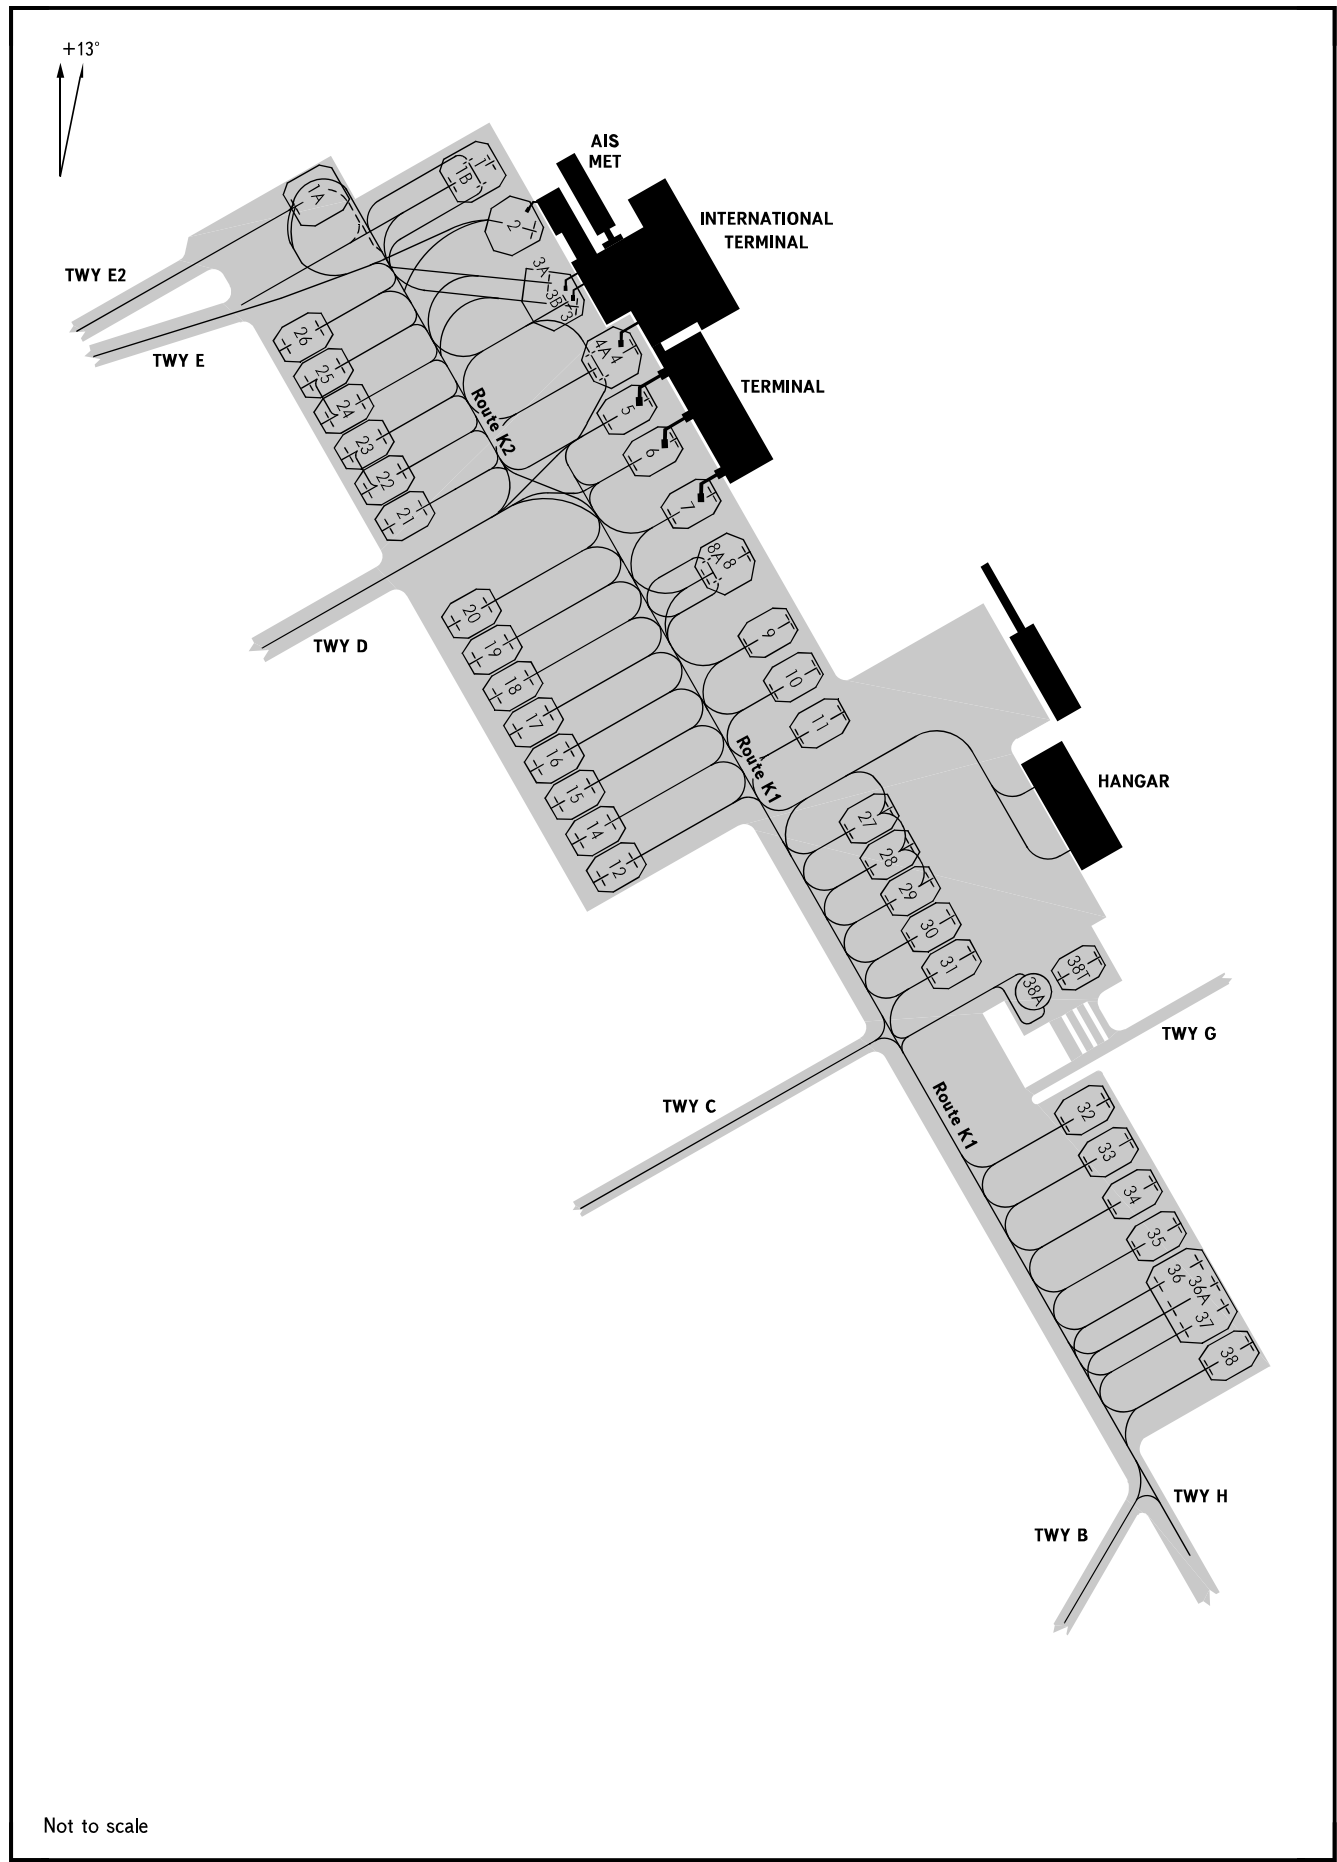 +13°
AIS
MET
INTERNATIONAL
TERMINAL
TWY E2
TWY E
TERMINAL
1A
1B
2
3A
3B
3
4A 4
5
6
7
8A 8
9
10
11
26
25
24
23
22
21
Route K2
TWY D
20
19
18
17
16
15
14
12
Route K1
HANGAR
27
28
29
30
31
38A
38T
TWY G
TWY C
Route K1
32
33
34
35
36
36A
37
38
TWY H
TWY B
Not to scale